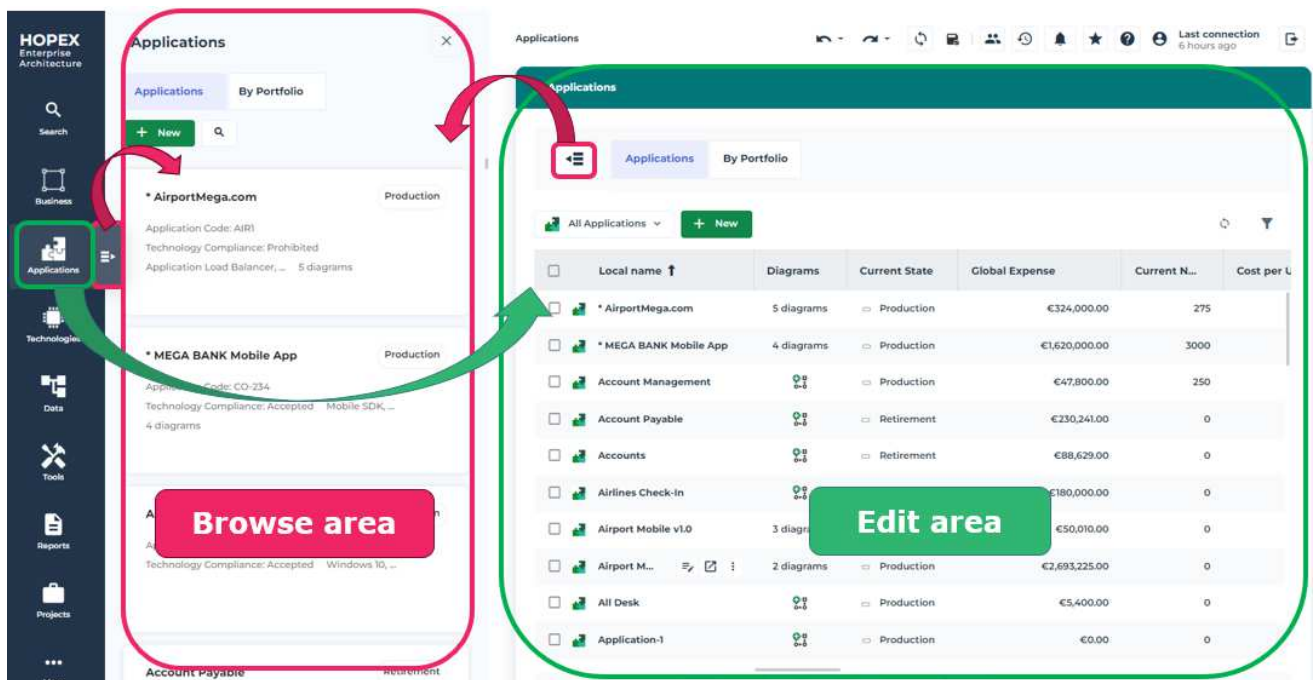 HOPEX
Enterprise
Architecture
Search
Business
Applications
Technologies
Data
Tools
Reports
Projects
Applications
Applications
By Portfolio
+ New
* AirportMega.com
Production
Application Code: AIR1
Technology Compliance: Prohibited
Application Load Balancer, ... 5 diagrams
* MEGA BANK Mobile App
Production
Application Code: CO-234
Technology Compliance: Accepted Mobile SDK, ...
4 diagrams
Browse area
Technology Compliance: Accepted Windows 10, ...
Account Payable
Retirement
Applications
Last connection
6 hours ago
Applications
Applications
By Portfolio
All Applications
+ New
Local name Diagrams Current State Global Expense Current N... Cost per U
* AirportMega.com 5 diagrams Production €324,000.00 275
* MEGA BANK Mobile App 4 diagrams Production €1,620,000.00 3000
Account Management Production €47,800.00 250
Account Payable Retirement €230,241.00 0
Accounts Retirement €88,629.00 0
Airlines Check-In €180,000.00 0
Airport Mobile v1.0 3 diagra €50,010.00 0
Edit area
Airport M... 2 diagrams Production €2,693,225.00 0
All Desk Production €5,400.00 0
Application-1 Production €0.00 0